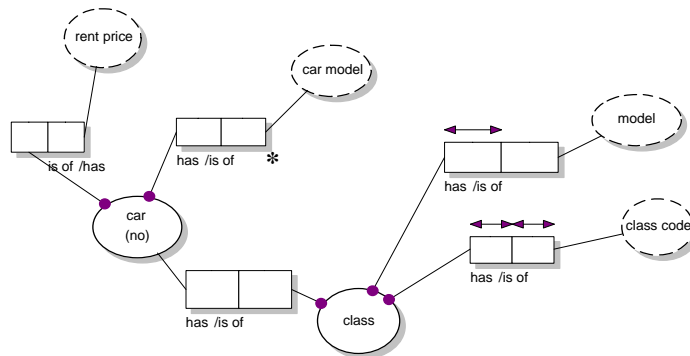 rent price
car model
model
is of /has
has /is of
*
has /is of
car
(no)
class code
has /is of
has /is of
class